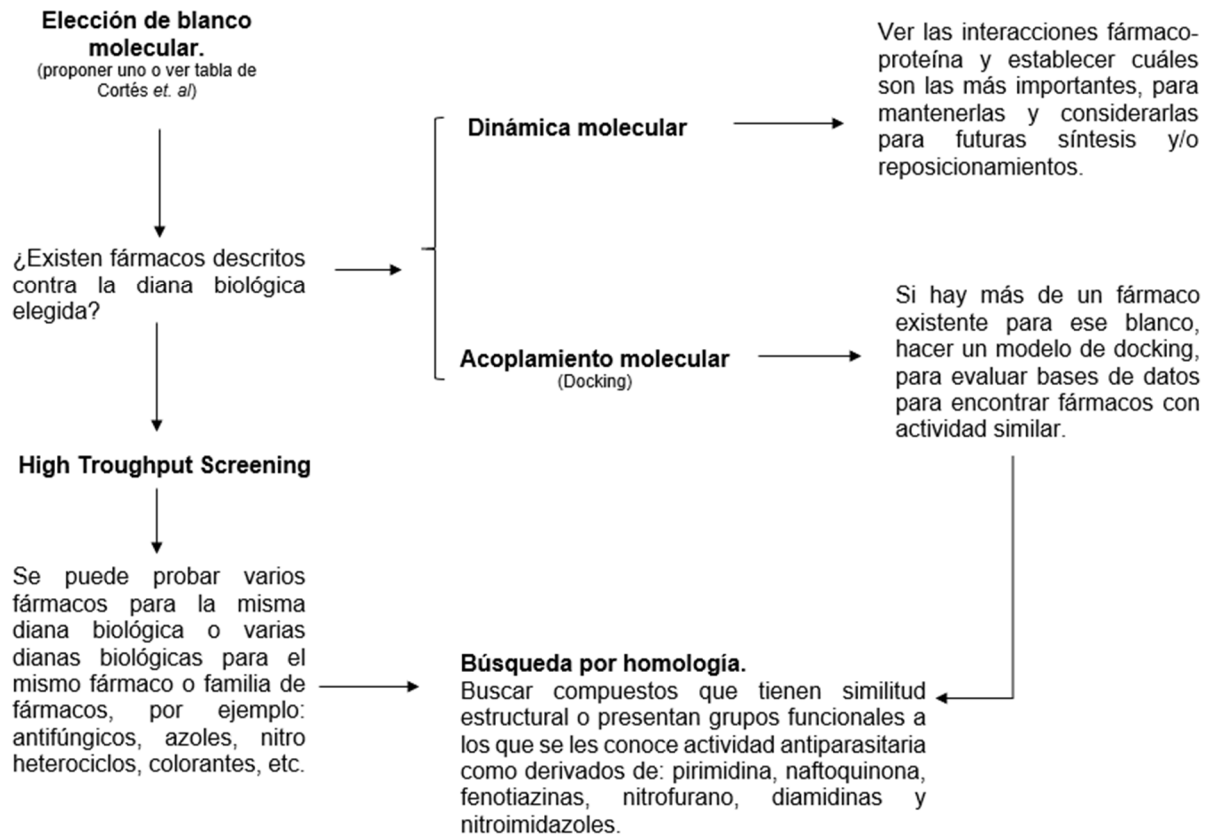 Elección de blanco
molecular.
(proponer uno o ver tabla de
Cortés et. al)
¿Existen fármacos descritos
contra la diana biológica
elegida?
High Troughput Screening
Se puede probar varios
fármacos para la misma
diana biológica o varias
dianas biológicas para el
mismo fármaco o familia de
fármacos, por ejemplo:
antifúngicos, azoles, nitro
heterociclos, colorantes, etc.
Dinámica molecular
Ver las interacciones fármaco-
proteína y establecer cuáles
son las más importantes, para
mantenerlas y considerarlas
para futuras síntesis y/o
reposicionamientos.
Acoplamiento molecular
(Docking)
Si hay más de un fármaco
existente para ese blanco,
hacer un modelo de docking,
para evaluar bases de datos
para encontrar fármacos con
actividad similar.
Búsqueda por homología.
Buscar compuestos que tienen similitud
estructural o presentan grupos funcionales a
los que se les conoce actividad antiparasitaria
como derivados de: pirimidina, naftoquinona,
fenotiazinas, nitrofurano, diamidinas y
nitroimidazoles.